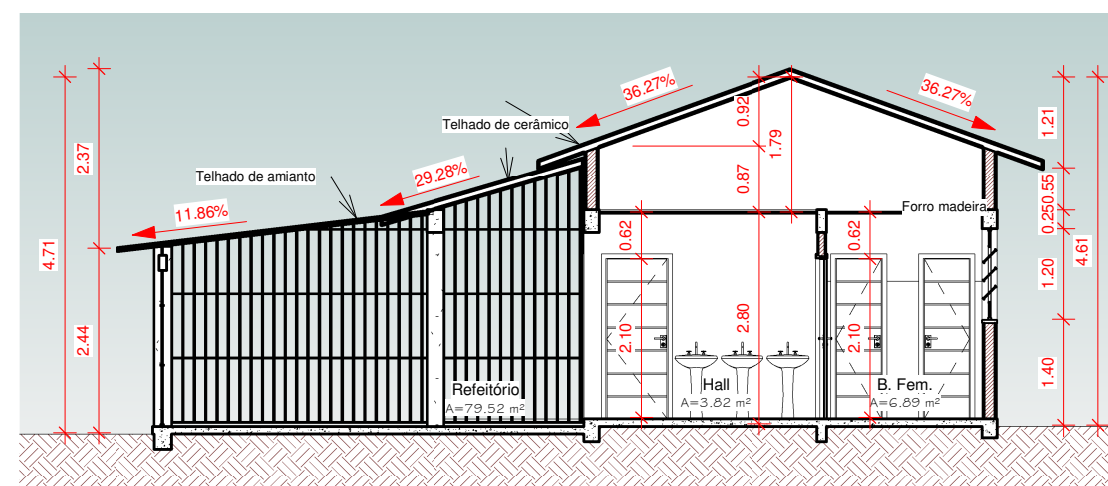 36.27%
36.27%
0.92
1.21
Telhado de cerâmico
1.79
2.37
29.28%
Telhado de amianto
0.87
0.55
11.86%
Forro madeira
0.25
4.71
0.62
0.62
4.61
1.20
2.44
2.10
2.80
2.10
1.40
Refeitório
A=79.52 m²
Hall
A=3.82 m²
B. Fem.
A=6.89 m²